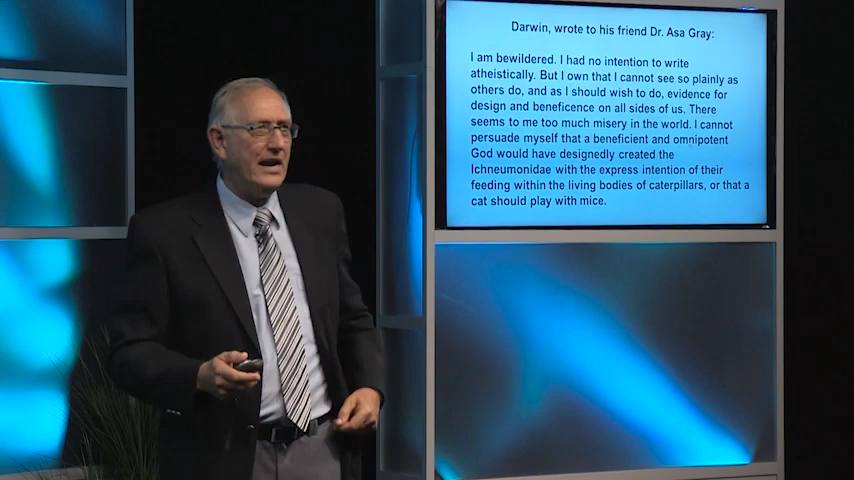 Darwin, wrote to his friend Dr. Asa Gray:
I am bewildered. I had no intention to write
atheistically. But I own that I cannot see so plainly as
others do, and as I should wish to do, evidence for
design and beneficence on all sides of us. There
seems to me too much misery in the world. I cannot
persuade myself that a beneficient and omnipotent
God would have designedly created the
Ichneumonidae with the express intention of their
feeding within the living bodies of caterpillars, or that a
cat should play with mice.